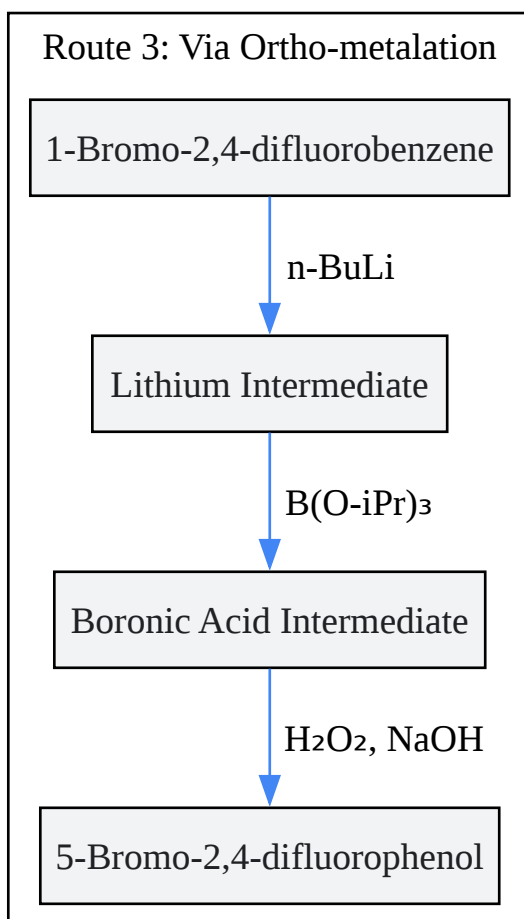 Route 3: Via Ortho-metalation
1-Bromo-2,4-difluorobenzene
n-BuLi
Lithium Intermediate
B(O-iPr)₃
Boronic Acid Intermediate
H₂O₂, NaOH
5-Bromo-2,4-difluorophenol